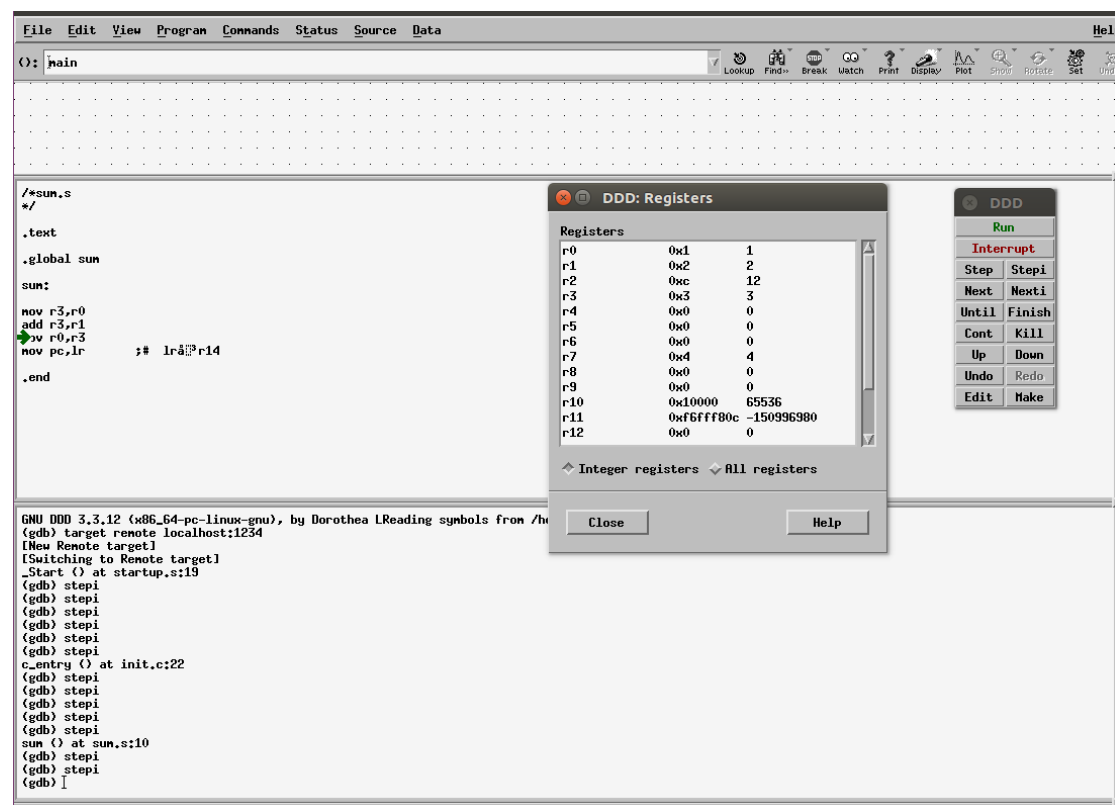 File Edit View Program Commands Status Source Data Hel
(): main
Lookup Find» Break Watch Print Display Plot Show Rotate Set Und
/*sum.s
*/
.text
.global sum
sum:
mov r3,r0
add r3,r1
ov r0,r3
mov pc,lr ;# r14
.end
DDD: Registers
Registers
r0 0x1 1
r1 0x2 2
r2 0xc 12
r3 0x3 3
r4 0x0 0
r5 0x0 0
r6 0x0 0
r7 0x4 4
r8 0x0 0
r9 0x0 0
r10 0x10000 65536
r11 0xf6fff80c -150996980
r12 0x0 0
Integer registers All registers
Close Help
DDD
Run
Interrupt
Step Stepi
Next Nexti
Until Finish
Cont Kill
Up Down
Undo Redo
Edit Make
GNU DDD 3.3.12 (x86_64-pc-linux-gnu), by Dorothea LReading symbols from /h
(gdb) target remote localhost:1234
[New Remote target]
[Switching to Remote target]
_Start () at startup.s:19
(gdb) stepi
(gdb) stepi
(gdb) stepi
(gdb) stepi
(gdb) stepi
(gdb) stepi
c_entry () at init.c:22
(gdb) stepi
(gdb) stepi
(gdb) stepi
(gdb) stepi
(gdb) stepi
sum () at sum.s:10
(gdb) stepi
(gdb) stepi
(gdb)